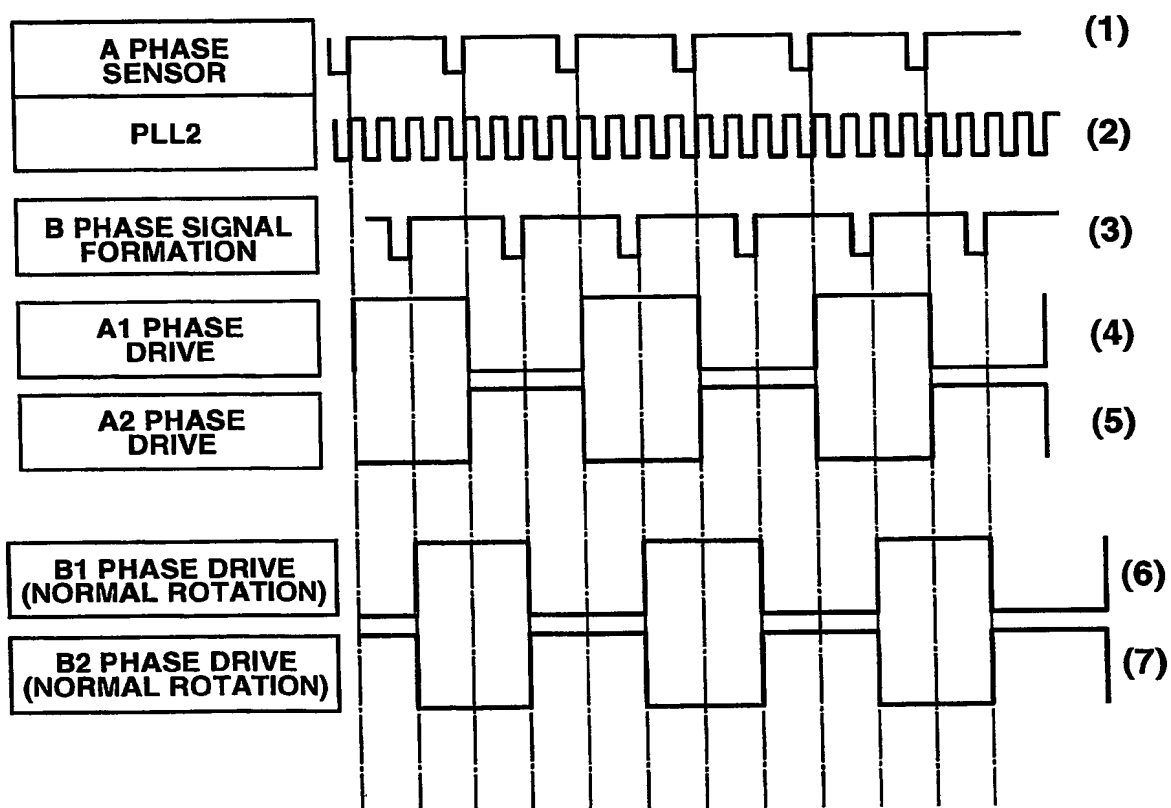 A PHASE
SENSOR
(1)
PLL2
(2)
B PHASE SIGNAL
FORMATION
(3)
A1 PHASE
DRIVE
(4)
A2 PHASE
DRIVE
(5)
B1 PHASE DRIVE
(NORMAL ROTATION)
(6)
B2 PHASE DRIVE
(NORMAL ROTATION)
(7)